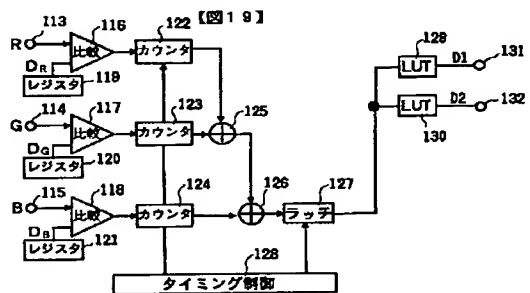 【図19】
113 116 122
R 比較 カウンタ
DR
レジスタ 119
114 117 123
G 比較 カウンタ 125
DG
レジスタ 120
115 118 124 126 127
B 比較 カウンタ ラッチ
DB
レジスタ 121
128
タイミング制御
129 131
LUT D1
132
LUT D2
130